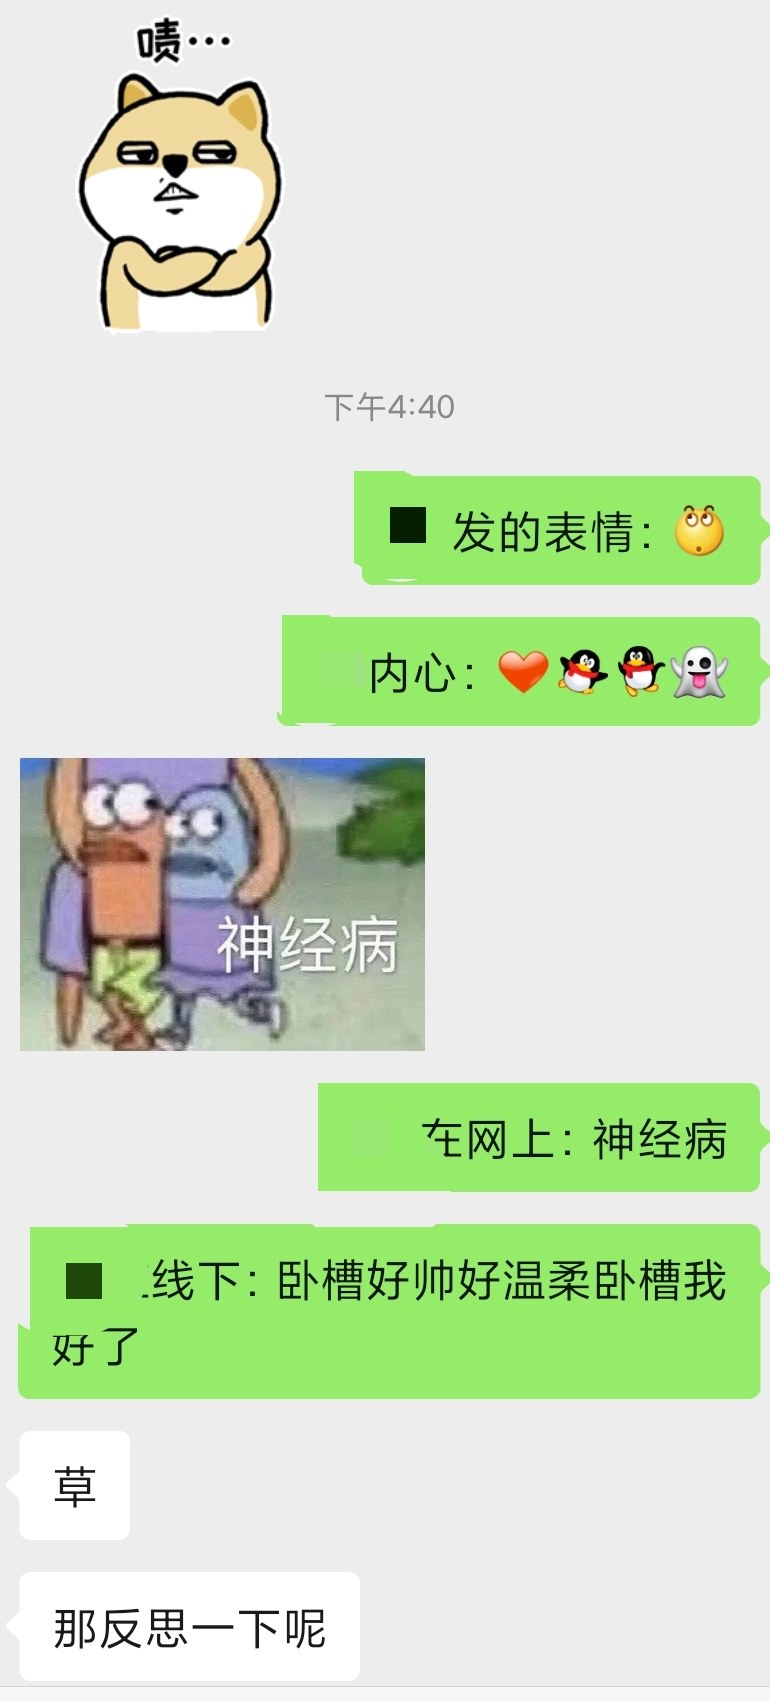 啧…
下午4:40
发的表情：
内心：
神经病
在网上：神经病
线下：卧槽好帅好温柔卧槽我
好了
草
那反思一下呢